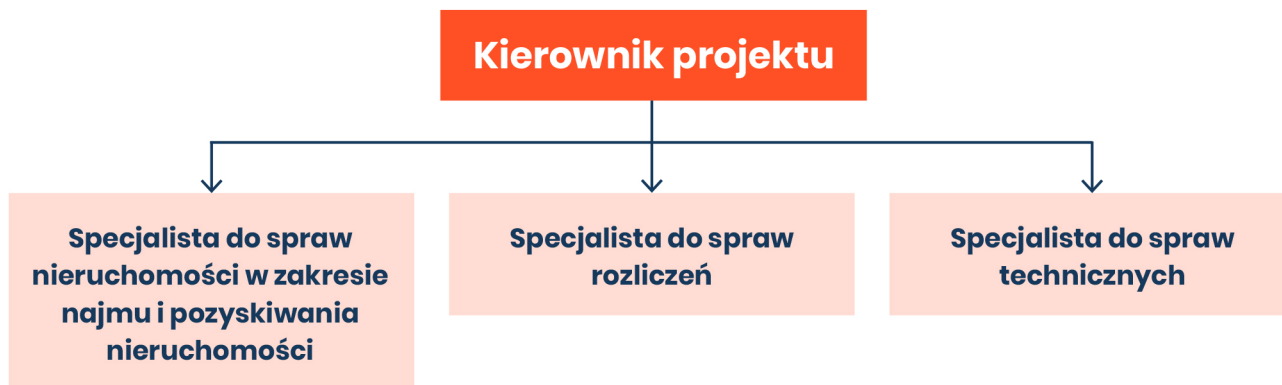 Kierownik projektu
Specjalista do spraw
nieruchomości w zakresie
najmu i pozyskiwania
nieruchomości
Specjalista do spraw
rozliczeń
Specjalista do spraw
technicznych